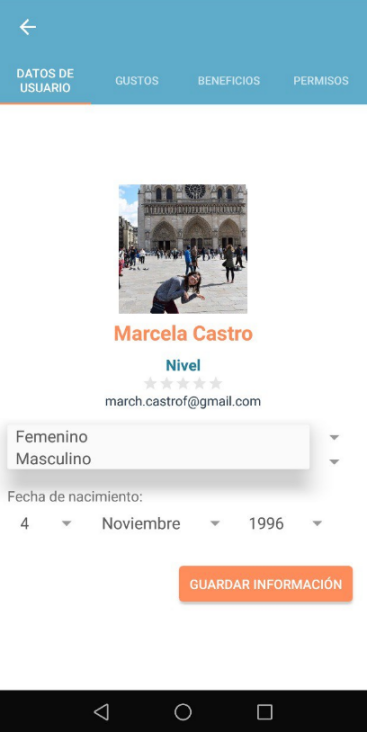 DATOS DE
USUARIO
GUSTOS
BENEFICIOS
PERMISOS
Marcela Castro
Nivel
march.castrof@gmail.com
Femenino
Masculino
Fecha de nacimiento:
4 Noviembre 1996
GUARDAR INFORMACIÓN